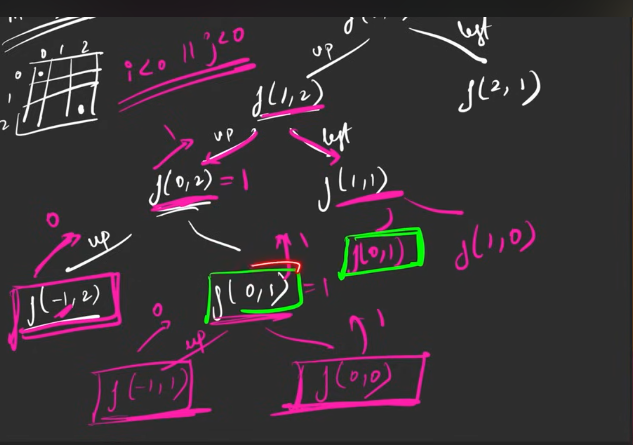 0 1 2
0
1
2
i<0 || j<0
up
left
f(1,2)
f(2,1)
up
left
1
f(0,2) = 1
f(1,1)
0
up
1
f(0,1)
f(1,0)
f(-1,2)
f(0,1) = 1
0
up
1
f(-1,1)
f(0,0)